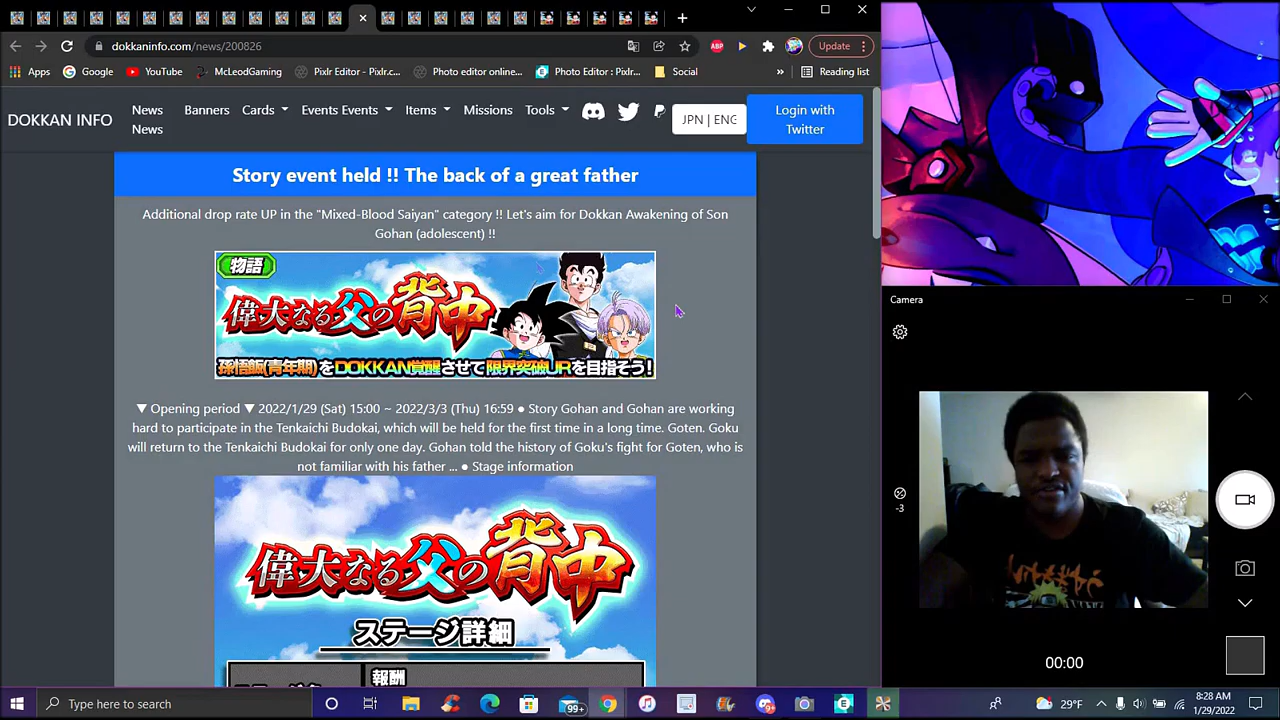 dokkaninfo.com/news/200826
ABP
Update
Apps
Google
YouTube
McLeodGaming
Pixlr Editor - Pixlr.c...
Photo editor online...
Photo Editor : Pixlr...
Social
»
Reading list
DOKKAN INFO
News
News
Banners
Cards
Events Events
Items
Missions
Tools
JPN | ENG
Login with
Twitter
Story event held !! The back of a great father
Additional drop rate UP in the "Mixed-Blood Saiyan" category !! Let's aim for Dokkan Awakening of Son
Gohan (adolescent) !!
物語
偉大なる父の背中
孫悟飯(青年期)をDOKKAN覚醒させて限界突破URを目指そう!
▼ Opening period ▼ 2022/1/29 (Sat) 15:00 ~ 2022/3/3 (Thu) 16:59 ● Story Gohan and Gohan are working
hard to participate in the Tenkaichi Budokai, which will be held for the first time in a long time. Goten. Goku
will return to the Tenkaichi Budokai for only one day. Gohan told the history of Goku's fight for Goten, who is
not familiar with his father ... ● Stage information
偉大なる父の背中
ステージ詳細
報酬
Camera
-3
00:00
Type here to search
99+
29°F
8:28 AM
1/29/2022